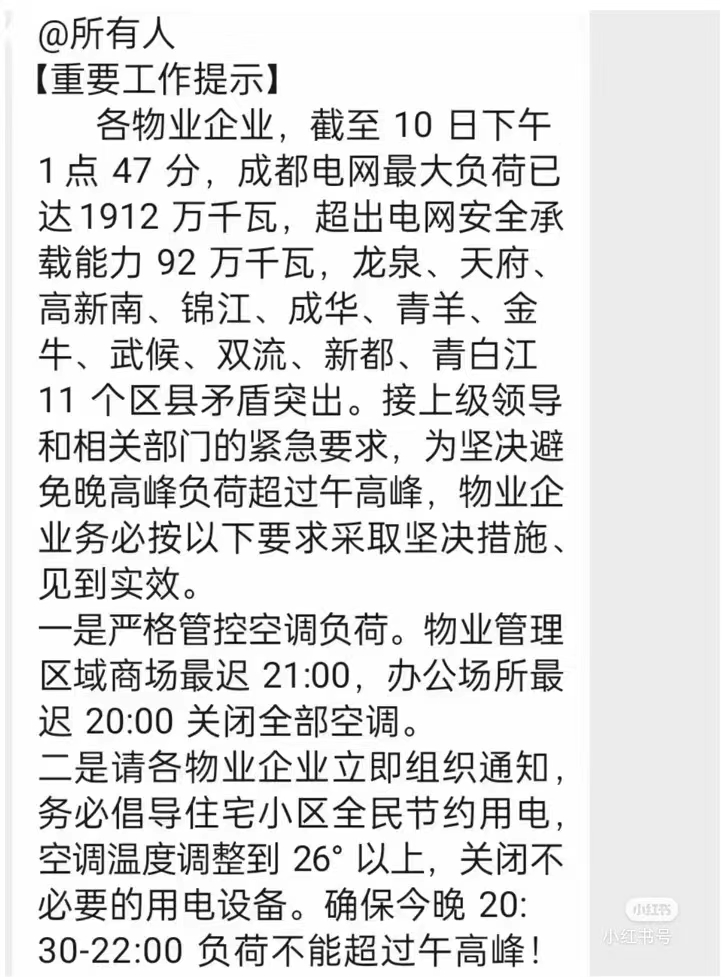 @所有人
【重要工作提示】
各物业企业，截至 10 日下午
1点 47 分，成都电网最大负荷已
达1912 万千瓦，超出电网安全承
载能力 92 万千瓦，龙泉、天府、
高新南、锦江、成华、青羊、金
牛、武候、双流、新都、青白江
11 个区县矛盾突出。接上级领导
和相关部门的紧急要求，为坚决避
免晚高峰负荷超过午高峰，物业企
业务必按以下要求采取坚决措施、
见到实效。
一是严格管控空调负荷。物业管理
区域商场最迟 21:00，办公场所最
迟 20:00 关闭全部空调。
二是请各物业企业立即组织通知，
务必倡导住宅小区全民节约用电，
空调温度调整到 26° 以上，关闭不
必要的用电设备。确保今晚 20:
30-22:00 负荷不能超过午高峰！
小红书
小红书号